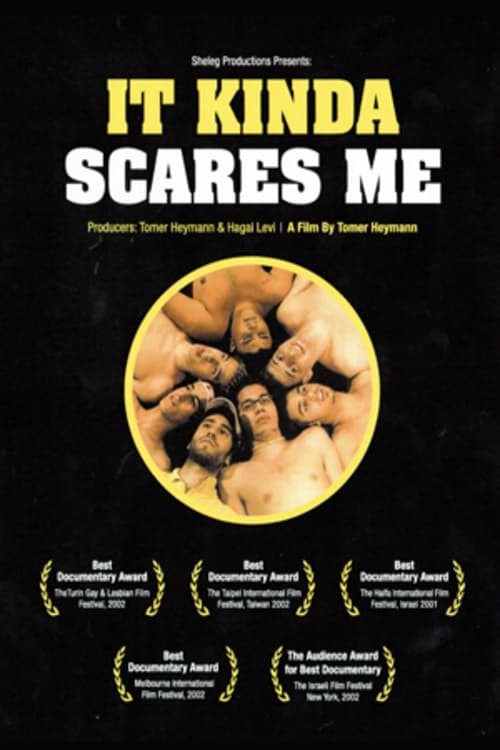 Sheleg Productions Presents:
IT KINDA
SCARES ME
Producers: Tomer Heymann & Hagai Levi | A Film By Tomer Heymann
Best
Documentary Award
TheTurin Gay & Lesbian Film
Festival, 2002
Best
Documentary Award
The Taipei International Film
Festival, Taiwan 2002
Best
Documentary Award
The Haifa International Film
Festival, Israel 2001
Best
Documentary Award
Melbourne International
Film Festival, 2002
The Audience Award
for Best Documentary
The Israeli Film Festival
New York, 2002